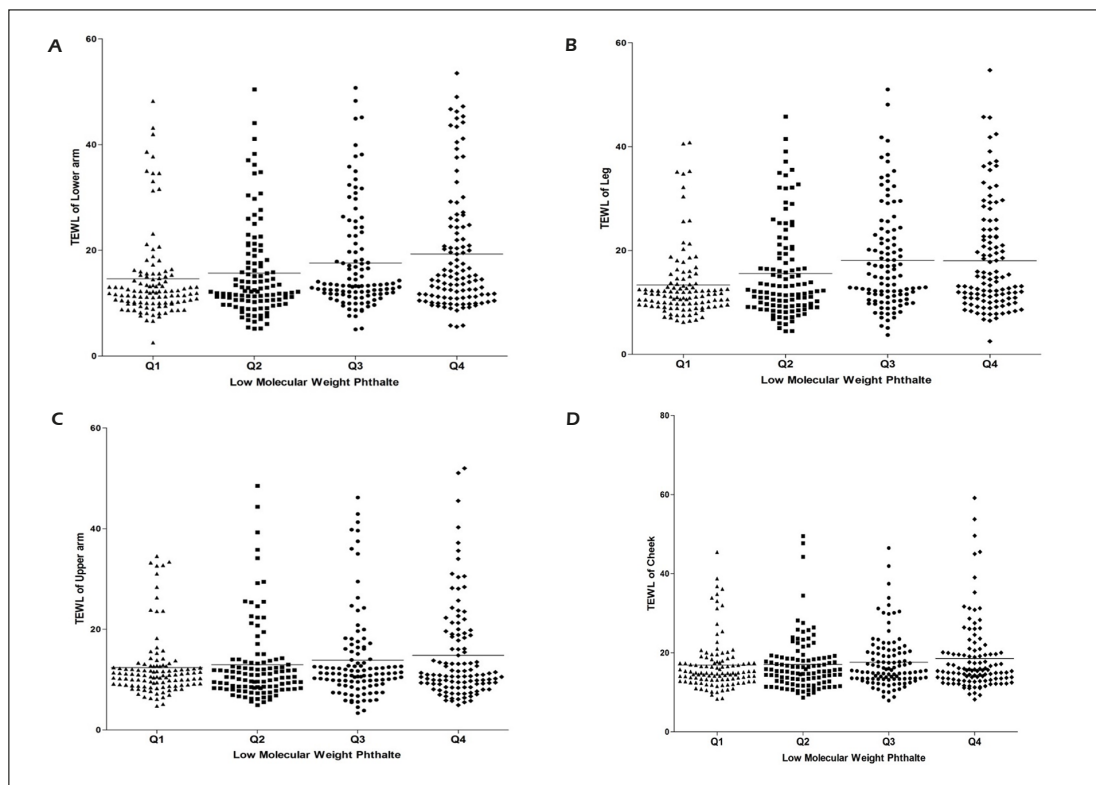 A
60
40
20
0
TEWL of Lower arm
Q1 Q2 Q3 Q4
Low Molecular Weight Phthalte
B
60
40
20
0
TEWL of Leg
Q1 Q2 Q3 Q4
Low Molecular Weight Phthalte
C
60
40
20
0
TEWL of Upper arm
Q1 Q2 Q3 Q4
Low Molecular Weight Phthalte
D
80
60
40
20
0
TEWL of Cheek
Q1 Q2 Q3 Q4
Low Molecular Weight Phthalte